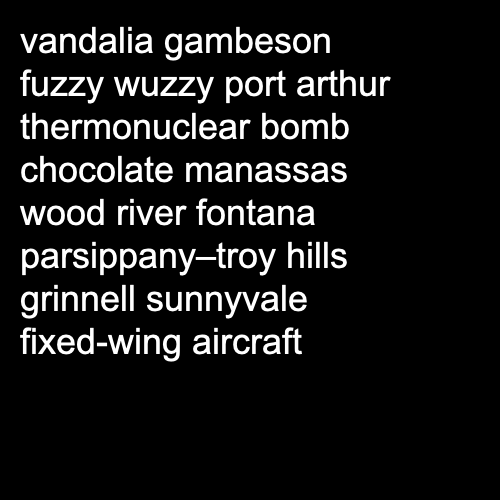 vandalia gambeson
fuzzy wuzzy port arthur
thermonuclear bomb
chocolate manassas
wood river fontana
parsippany–troy hills
grinnell sunnyvale
fixed-wing aircraft